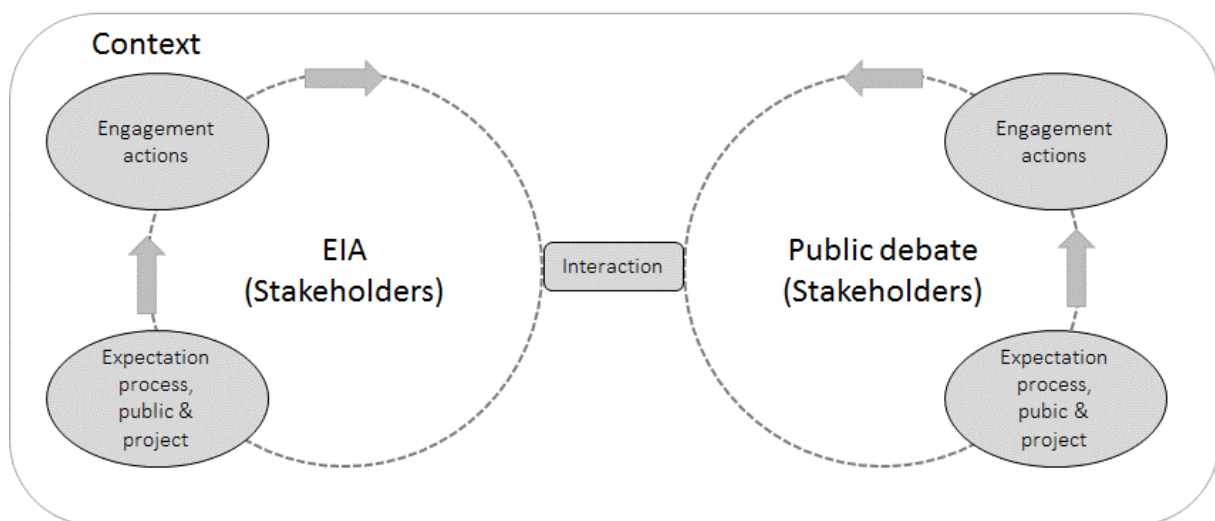 Context
Engagement
actions
Engagement
actions
EIA
(Stakeholders)
Interaction
Public debate
(Stakeholders)
Expectation
process,
public &
project
Expectation
process,
pubic &
project